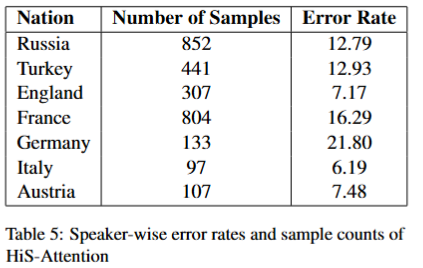 Nation Number of Samples Error Rate
Russia 852 12.79
Turkey 441 12.93
England 307 7.17
France 804 16.29
Germany 133 21.80
Italy 97 6.19
Austria 107 7.48
Table 5: Speaker-wise error rates and sample counts of
HiS-Attention